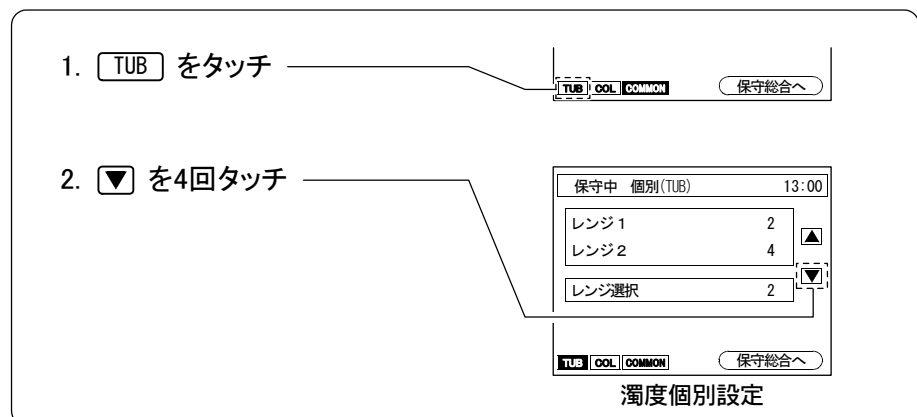 1. TUB をタッチ
TUB COL COMMON 保守総合へ
2. ▼ を4回タッチ
保守中 個別(TUB) 13:00
レンジ1 2
▲
レンジ2 4
▼
レンジ選択 2
TUB COL COMMON 保守総合へ
濁度個別設定